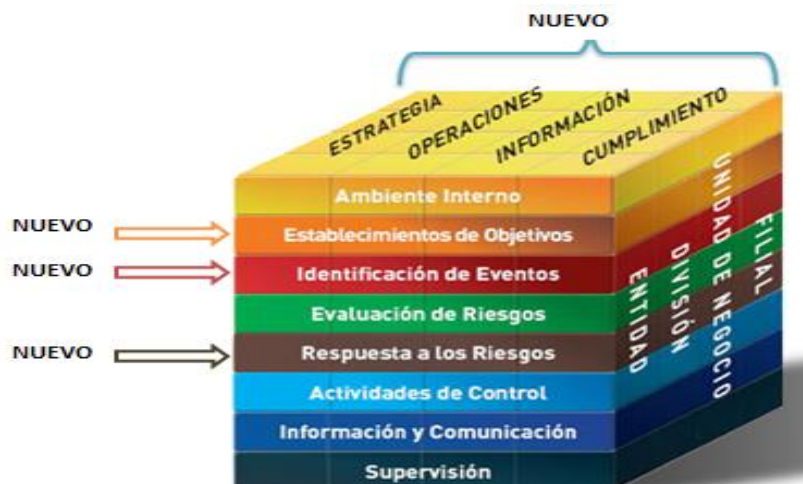 NUEVO
ESTRATEGIA
OPERACIONES
INFORMACIÓN
CUMPLIMIENTO
Ambiente Interno
NUEVO
Establecimientos de Objetivos
NUEVO
Identificación de Eventos
Evaluación de Riesgos
NUEVO
Respuesta a los Riesgos
Actividades de Control
Información y Comunicación
Supervisión
ENTIDAD
DIVISIÓN
UNIDAD DE NEGOCIO
FILIAL